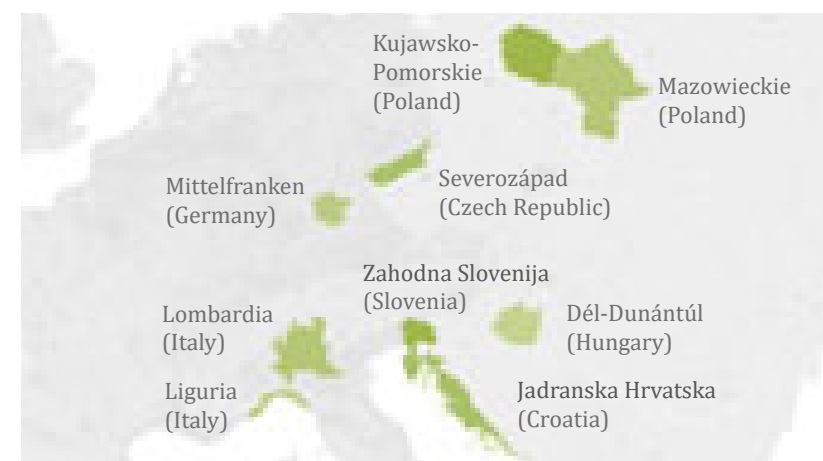 Kujawsko-
Pomorskie
(Poland)
Mazowieckie
(Poland)
Mittelfranken
(Germany)
Severozápad
(Czech Republic)
Zahodna Slovenija
(Slovenia)
Lombardia
(Italy)
Dél-Dunántúl
(Hungary)
Liguria
(Italy)
Jadranska Hrvatska
(Croatia)